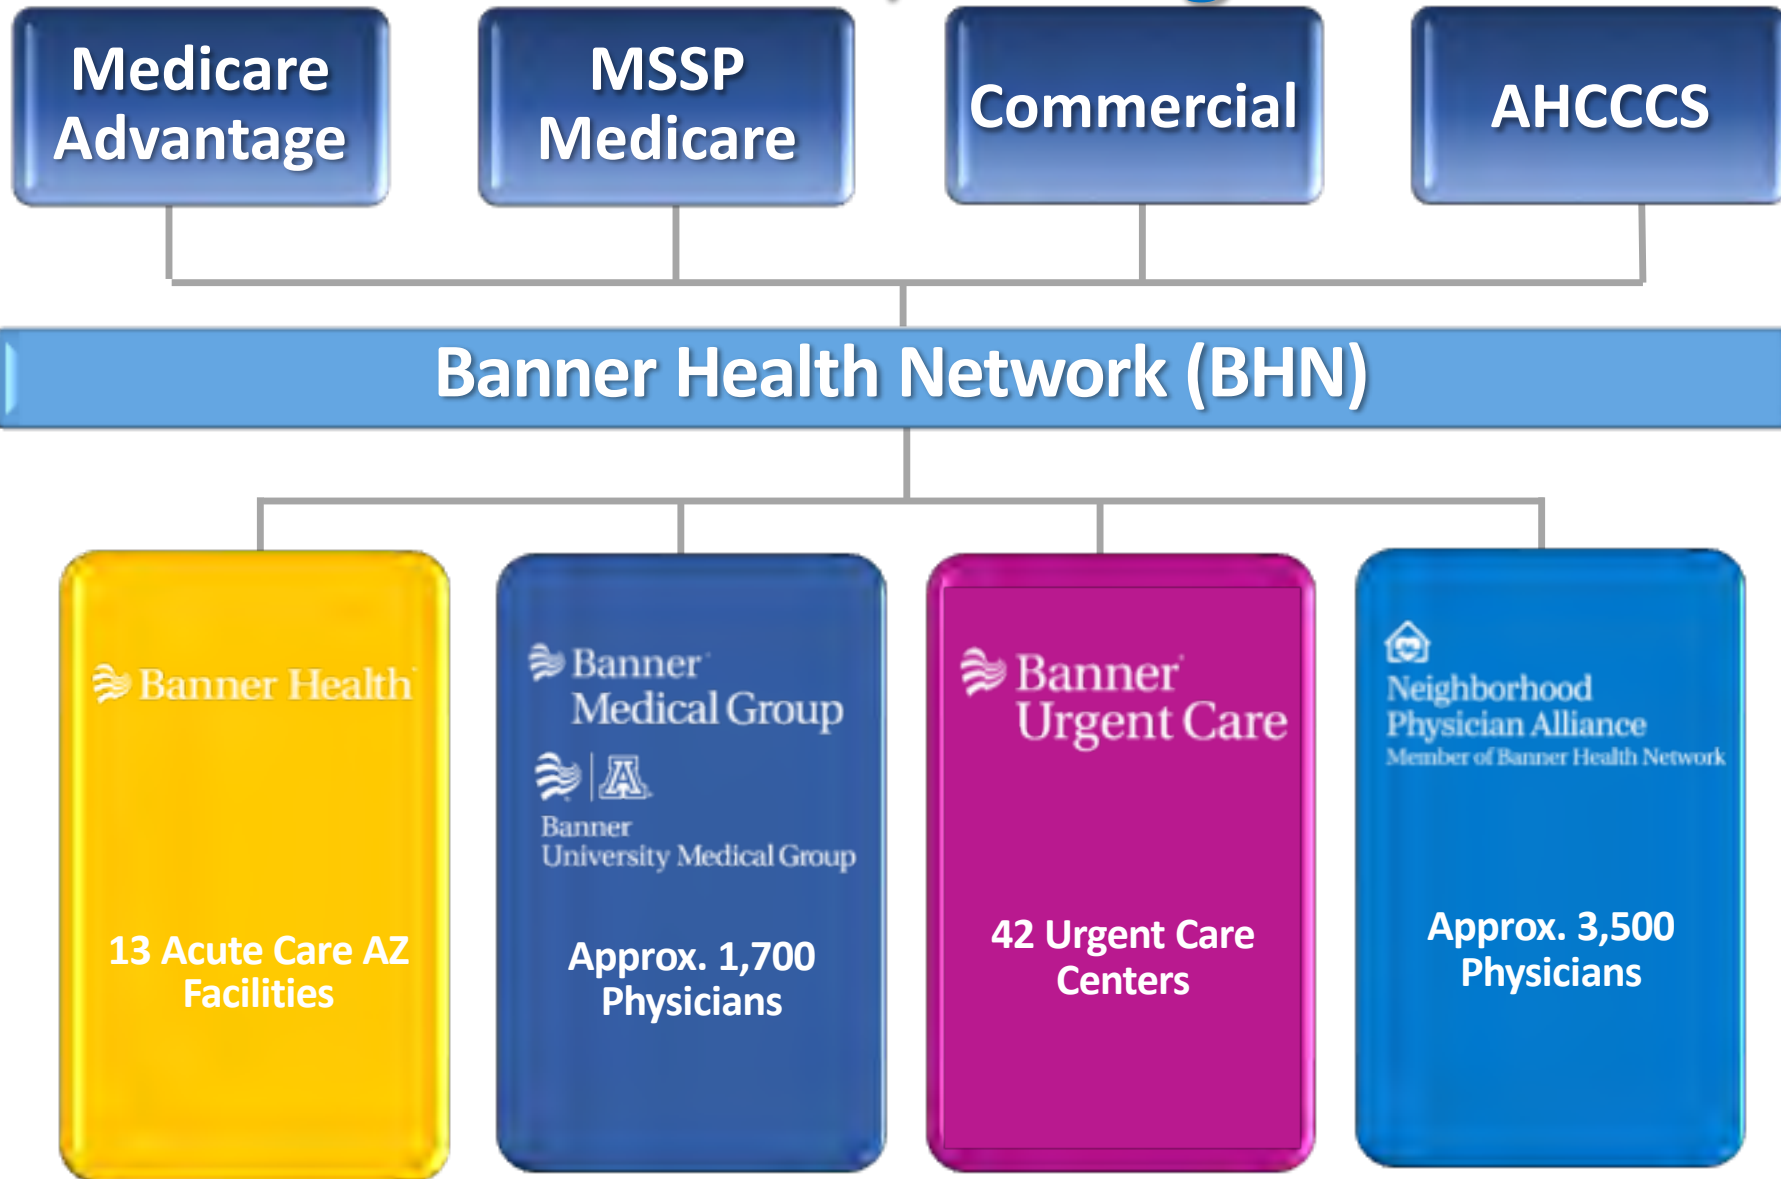 Medicare
Advantage
MSSP
Medicare
Commercial
AHCCCS
Banner Health Network (BHN)
Banner Health
13 Acute Care AZ
Facilities
Banner
Medical Group
A
Banner
University Medical Group
Approx. 1,700
Physicians
Banner
Urgent Care
42 Urgent Care
Centers
Neighborhood
Physician Alliance
Member of Banner Health Network
Approx. 3,500
Physicians